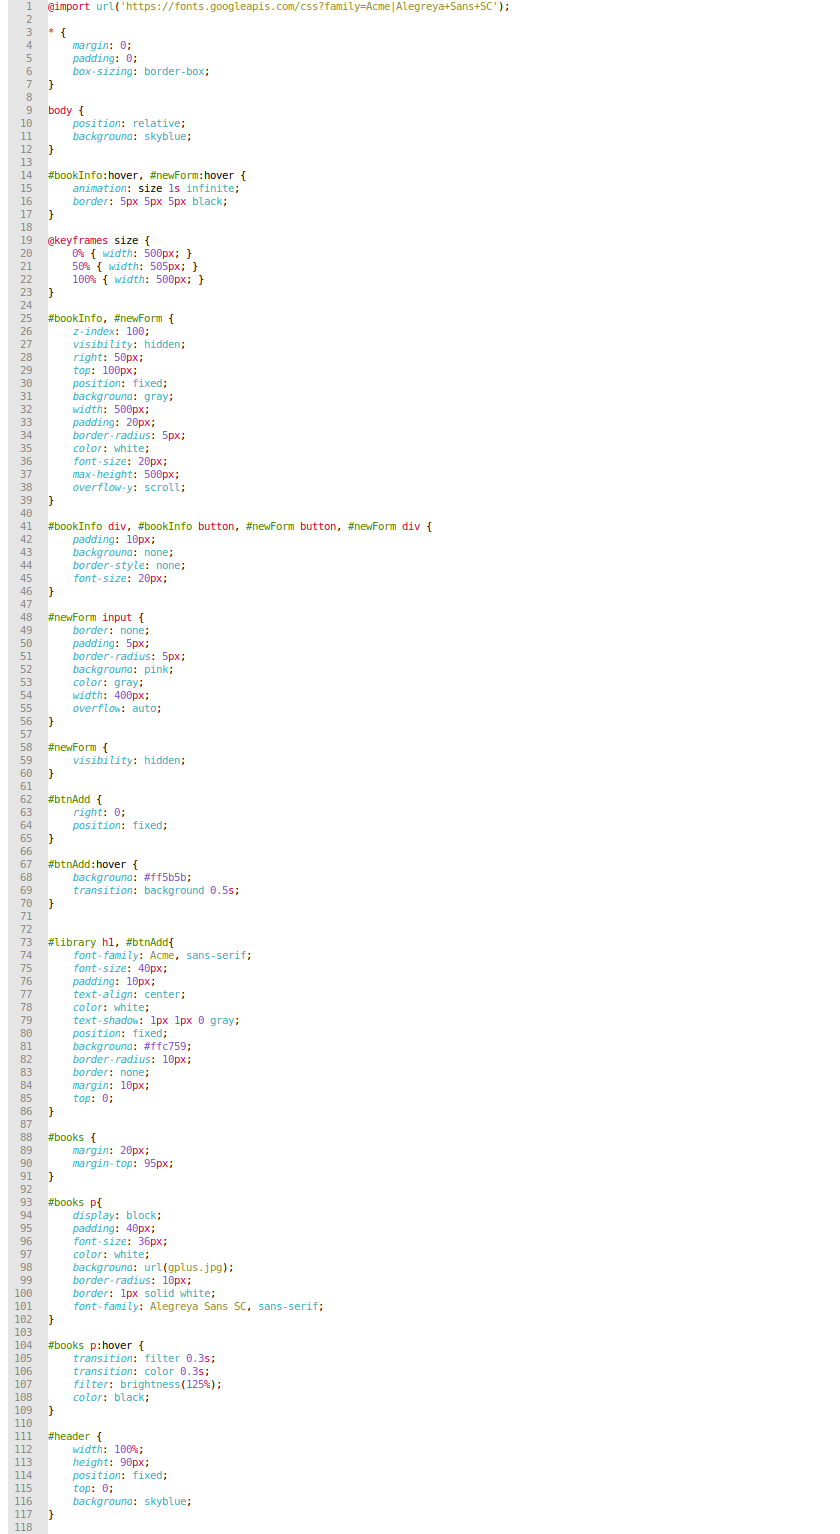 1 @import url('https://fonts.googleapis.com/css?family=Acme|Alegreya+Sans+SC');
2
3 * {
4     margin: 0;
5     padding: 0;
6     box-sizing: border-box;
7 }
8
9 body {
10     position: relative;
11     background: skyblue;
12 }
13
14 #bookInfo:hover, #newForm:hover {
15     animation: size 1s infinite;
16     border: 5px 5px 5px black;
17 }
18
19 @keyframes size {
20     0% { width: 500px; }
21     50% { width: 505px; }
22     100% { width: 500px; }
23 }
24
25 #bookInfo, #newForm {
26     z-index: 100;
27     visibility: hidden;
28     right: 50px;
29     top: 100px;
30     position: fixed;
31     background: gray;
32     width: 500px;
33     padding: 20px;
34     border-radius: 5px;
35     color: white;
36     font-size: 20px;
37     max-height: 500px;
38     overflow-y: scroll;
39 }
40
41 #bookInfo div, #bookInfo button, #newForm button, #newForm div {
42     padding: 10px;
43     background: none;
44     border-style: none;
45     font-size: 20px;
46 }
47
48 #newForm input {
49     border: none;
50     padding: 5px;
51     border-radius: 5px;
52     background: pink;
53     color: gray;
54     width: 400px;
55     overflow: auto;
56 }
57
58 #newForm {
59     visibility: hidden;
60 }
61
62 #btnAdd {
63     right: 0;
64     position: fixed;
65 }
66
67 #btnAdd:hover {
68     background: #ff5b5b;
69     transition: background 0.5s;
70 }
71
72
73 #library h1, #btnAdd{
74     font-family: Acme, sans-serif;
75     font-size: 40px;
76     padding: 10px;
77     text-align: center;
78     color: white;
79     text-shadow: 1px 1px 0 gray;
80     position: fixed;
81     background: #ffc759;
82     border-radius: 10px;
83     border: none;
84     margin: 10px;
85     top: 0;
86 }
87
88 #books {
89     margin: 20px;
90     margin-top: 95px;
91 }
92
93 #books p{
94     display: block;
95     padding: 40px;
96     font-size: 36px;
97     color: white;
98     background: url(gplus.jpg);
99     border-radius: 10px;
100     border: 1px solid white;
101     font-family: Alegreya Sans SC, sans-serif;
102 }
103
104 #books p:hover {
105     transition: filter 0.3s;
106     transition: color 0.3s;
107     filter: brightness(125%);
108     color: black;
109 }
110
111 #header {
112     width: 100%;
113     height: 90px;
114     position: fixed;
115     top: 0;
116     background: skyblue;
117 }
118